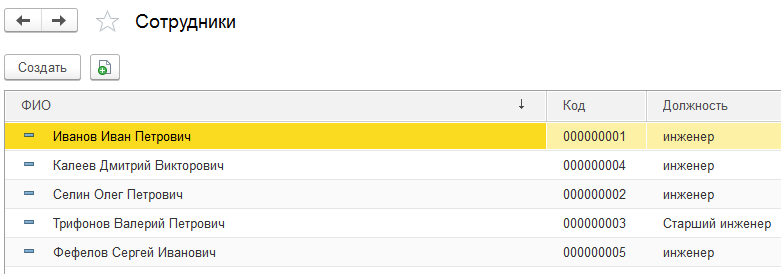 Сотрудники
Создать
ФИО Код Должность
Иванов Иван Петрович 000000001 инженер
Калеев Дмитрий Викторович 000000004 инженер
Селин Олег Петрович 000000002 инженер
Трифонов Валерий Петрович 000000003 Старший инженер
Фефелов Сергей Иванович 000000005 инженер